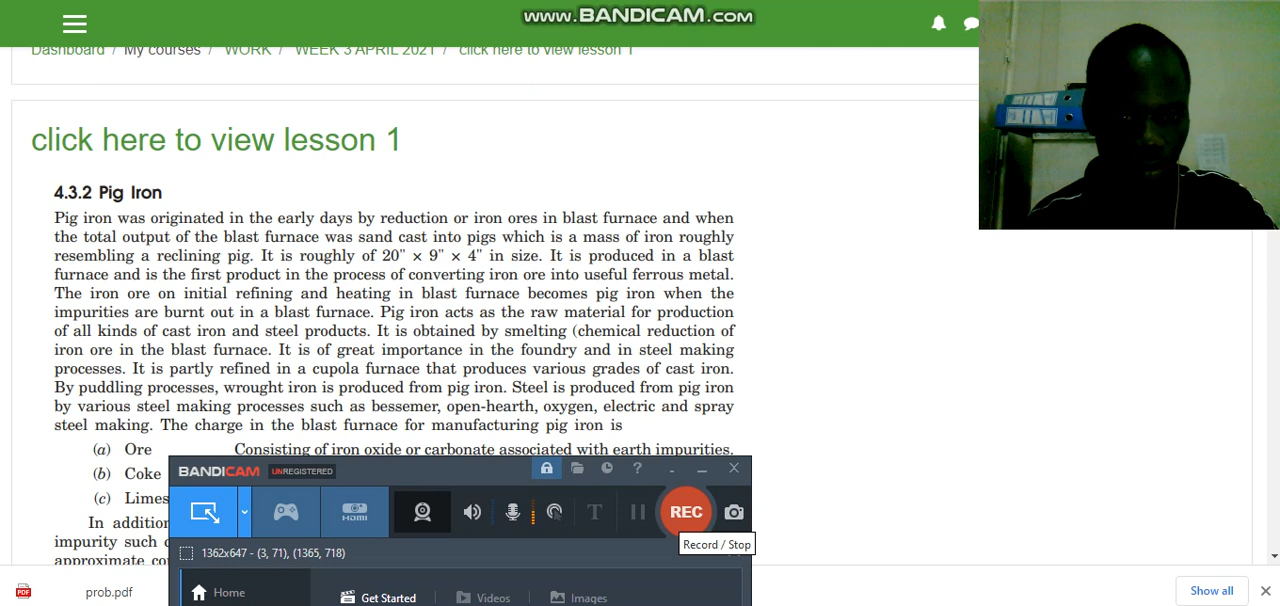 www.BANDICAM.com
Dashboard / My courses / WORK / WEEK 3 APRIL 2021 / click here to view lesson 1
click here to view lesson 1
4.3.2 Pig Iron
Pig iron was originated in the early days by reduction or iron ores in blast furnace and when
the total output of the blast furnace was sand cast into pigs which is a mass of iron roughly
resembling a reclining pig. It is roughly of 20" × 9" × 4" in size. It is produced in a blast
furnace and is the first product in the process of converting iron ore into useful ferrous metal.
The iron ore on initial refining and heating in blast furnace becomes pig iron when the
impurities are burnt out in a blast furnace. Pig iron acts as the raw material for production
of all kinds of cast iron and steel products. It is obtained by smelting (chemical reduction of
iron ore in the blast furnace. It is of great importance in the foundry and in steel making
processes. It is partly refined in a cupola furnace that produces various grades of cast iron.
By puddling processes, wrought iron is produced from pig iron. Steel is produced from pig iron
by various steel making processes such as bessemer, open-hearth, oxygen, electric and spray
steel making. The charge in the blast furnace for manufacturing pig iron is
(a) Ore Consisting of iron oxide or carbonate associated with earth impurities.
(b) Coke
(c) Limes
In addition
impurity such
approximate
BANDICAM UNREGISTERED ?
HDMI T REC
Record / Stop
1362x647 - (3, 71), (1365, 718)
Home Get Started Videos Images
PDF prob.pdf Show all